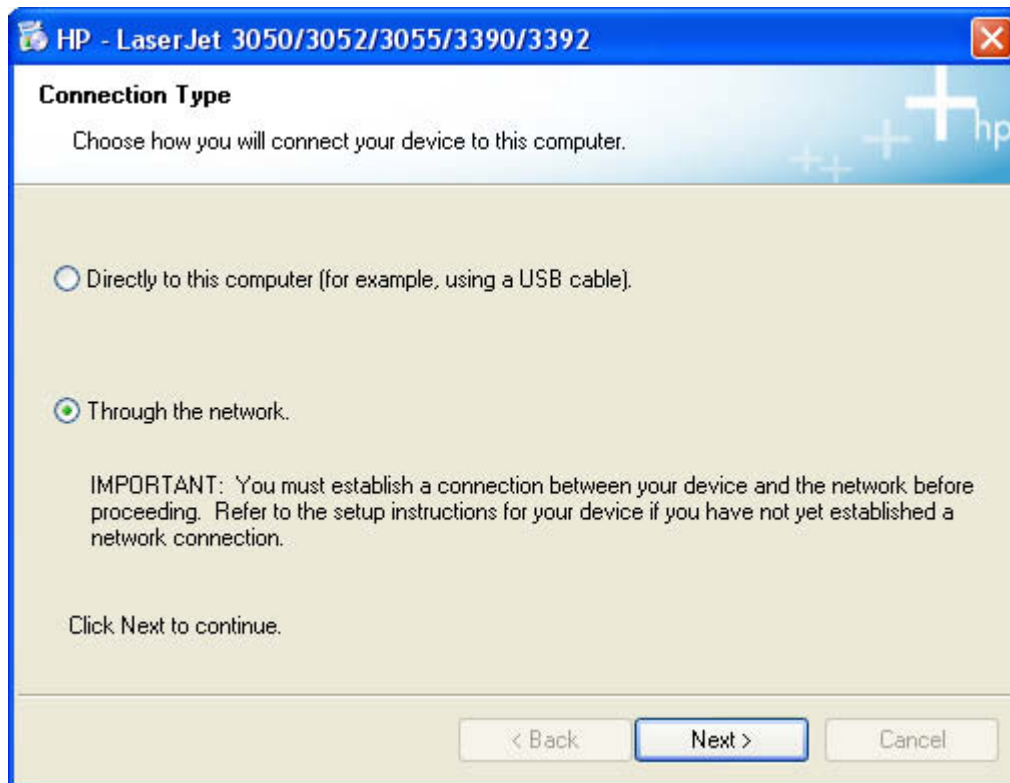 HP - LaserJet 3050/3052/3055/3390/3392
Connection Type
Choose how you will connect your device to this computer.
hp
Directly to this computer (for example, using a USB cable).
Through the network.
IMPORTANT:  You must establish a connection between your device and the network before
proceeding.  Refer to the setup instructions for your device if you have not yet established a
network connection.
Click Next to continue.
< Back
Next >
Cancel